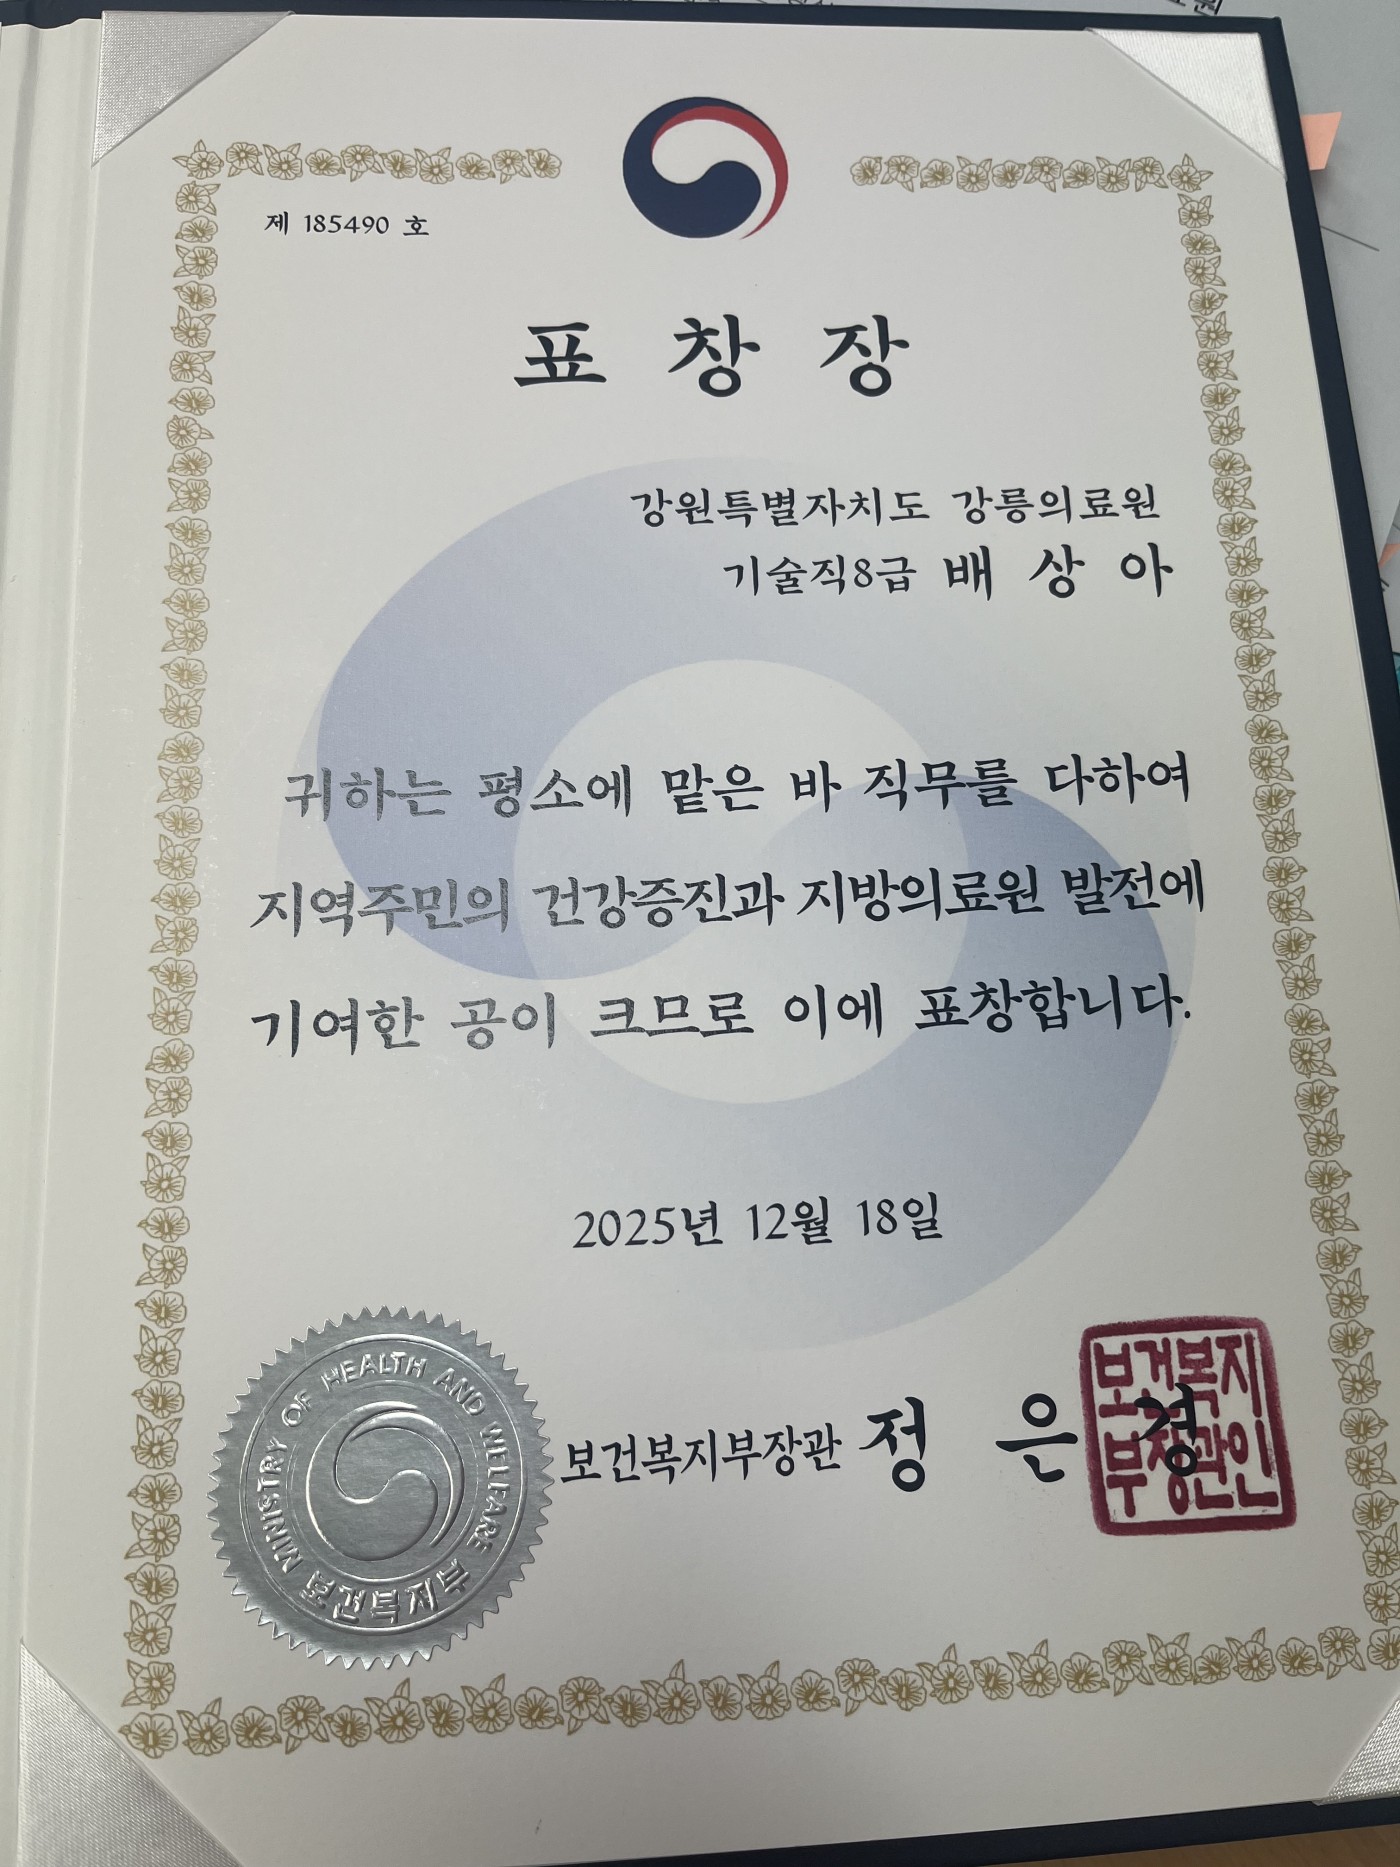 제 185490 호
표 창 장
강원특별자치도 강릉의료원
기술직8급 배 상 아
귀하는 평소에 맡은 바 직무를 다하여
지역주민의 건강증진과 지방의료원 발전에
기여한 공이 크므로 이에 표창합니다.
2025년 12월 18일
MINISTRY OF HEALTH AND WELFARE
보건복지부
보건복지부장관 정 은 경
보건복지
부장관인